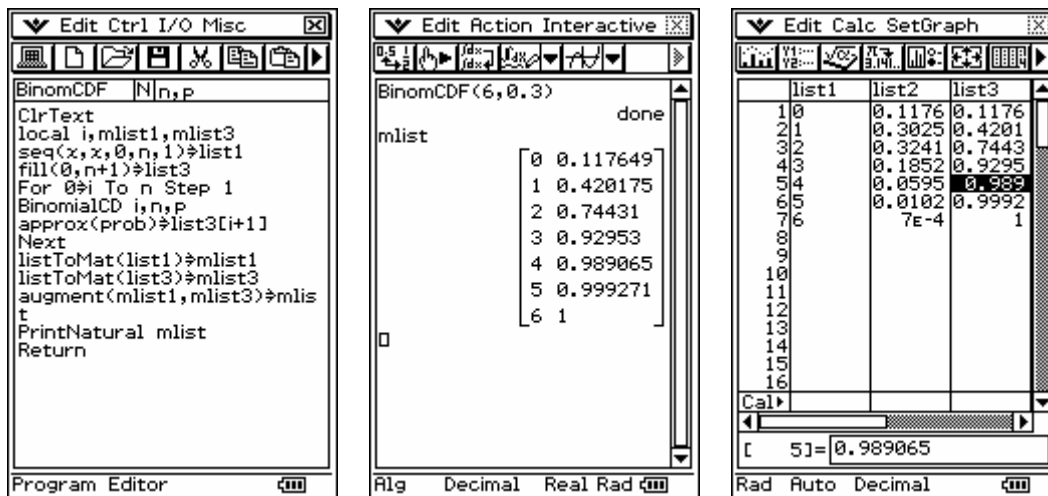 Edit Ctrl I/O Misc
BinomCDF N n,p
ClrText
local i,mlist1,mlist3
seq(x,x,0,n,1)⇒list1
fill(0,n+1)⇒list3
For 0⇒i To n Step 1
BinomialCD i,n,p
approx(prob)⇒list3[i+1]
Next
listToMat(list1)⇒mlist1
listToMat(list3)⇒mlist3
augment(mlist1,mlist3)⇒mlis
t
PrintNatural mlist
Return
Program Editor
Edit Action Interactive
BinomCDF(6,0.3)
done
mlist
0 0.117649
1 0.420175
2 0.74431
3 0.92953
4 0.989065
5 0.999271
6 1
Alg Decimal Real Rad
Edit Calc SetGraph
list1 list2 list3
1 0 0.1176 0.1176
2 1 0.3025 0.4201
3 2 0.3241 0.7443
4 3 0.1852 0.9295
5 4 0.0595 0.989
6 5 0.0102 0.9992
7 6 7E-4 1
8
9
10
11
12
13
14
15
16
Cal
[ 5]= 0.989065
Rad Auto Decimal